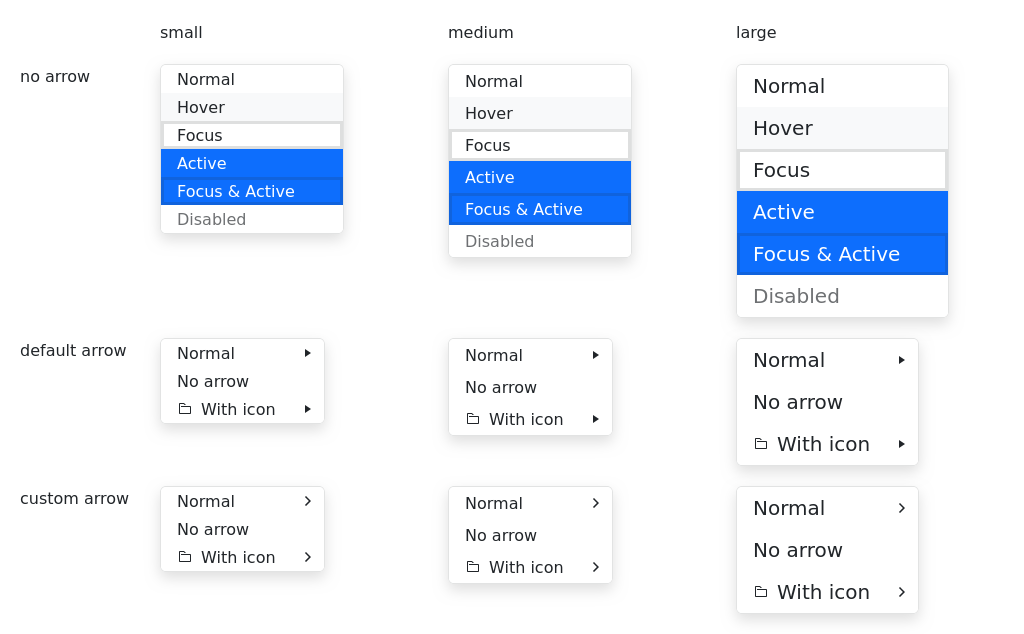 small medium large
no arrow
Normal
Hover
Focus
Active
Focus & Active
Disabled
Normal
Hover
Focus
Active
Focus & Active
Disabled
Normal
Hover
Focus
Active
Focus & Active
Disabled
default arrow
Normal
No arrow
With icon
Normal
No arrow
With icon
Normal
No arrow
With icon
custom arrow
Normal
No arrow
With icon
Normal
No arrow
With icon
Normal
No arrow
With icon